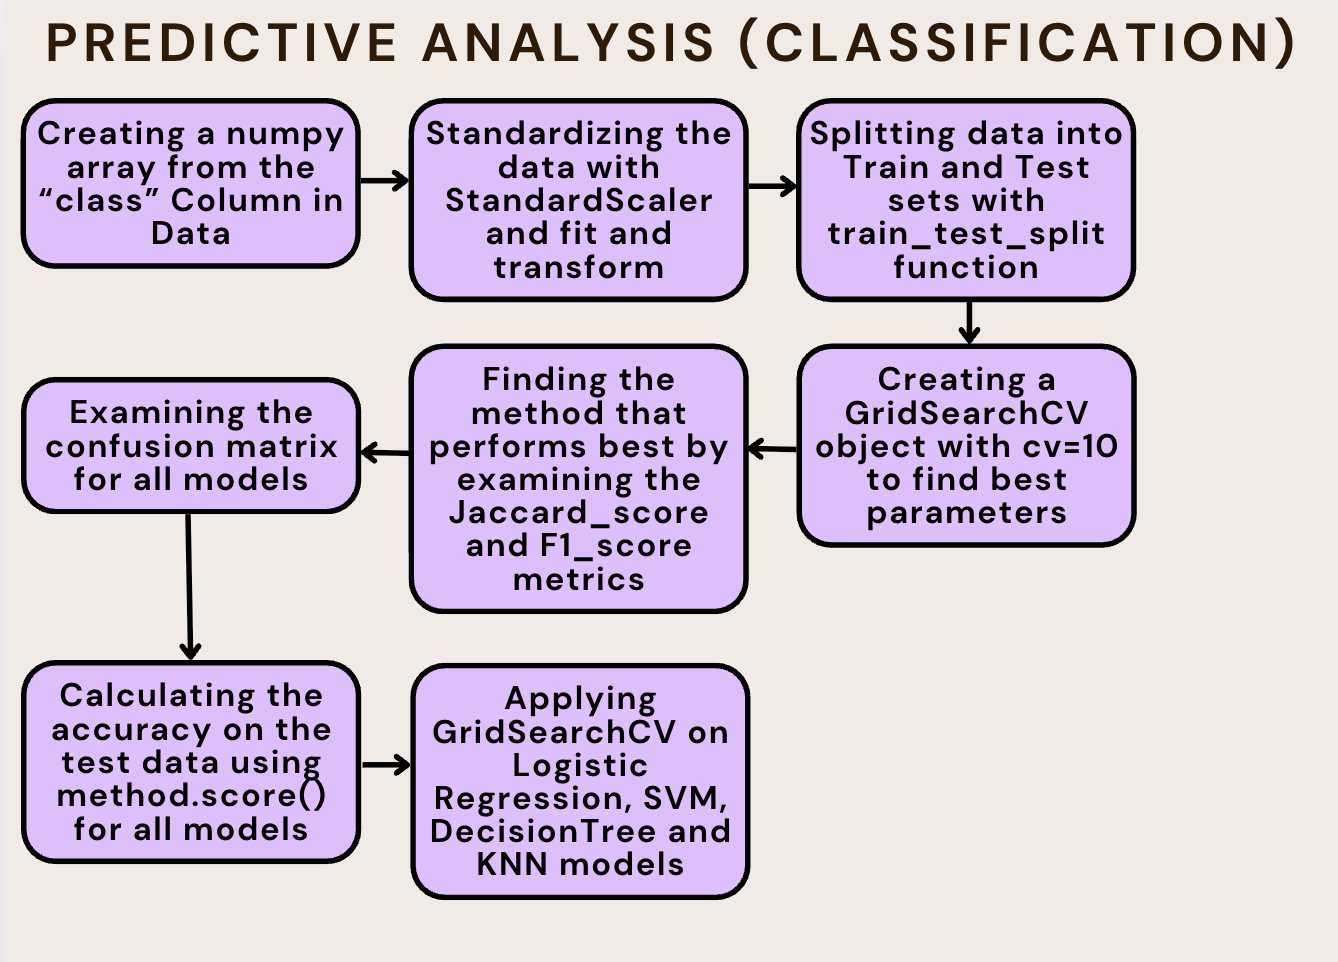 PREDICTIVE ANALYSIS (CLASSIFICATION)
Creating a numpy
array from the
“class” Column in
Data
Standardizing the
data with
StandardScaler
and fit and
transform
Splitting data into
Train and Test
sets with
train_test_split
function
Creating a
GridSearchCV
object with cv=10
to find best
parameters
Finding the
method that
performs best by
examining the
Jaccard_score
and F1_score
metrics
Examining the
confusion matrix
for all models
Calculating the
accuracy on the
test data using
method.score()
for all models
Applying
GridSearchCV on
Logistic
Regression, SVM,
DecisionTree and
KNN models